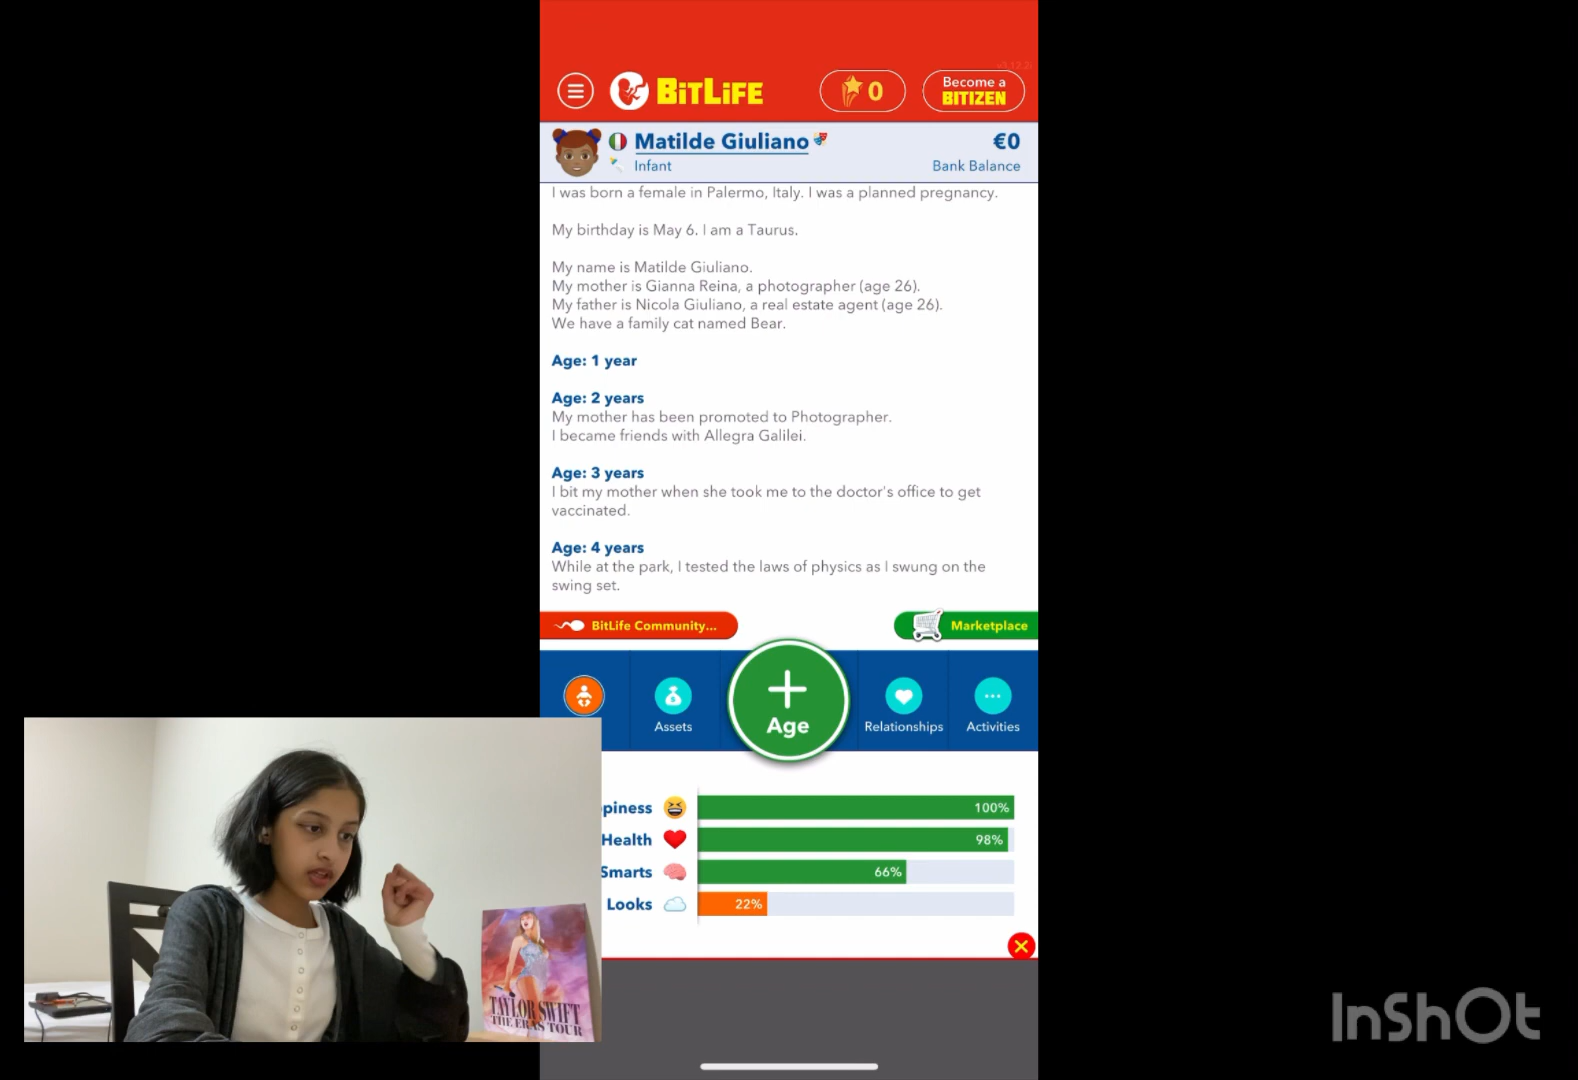 v3.12.2
BiTLiFE
0
Become a
BITIZEN
Matilde Giuliano
€0
Infant
Bank Balance
I was born a female in Palermo, Italy. I was a planned pregnancy.
My birthday is May 6. I am a Taurus.
My name is Matilde Giuliano.
My mother is Gianna Reina, a photographer (age 26).
My father is Nicola Giuliano, a real estate agent (age 26).
We have a family cat named Bear.
Age: 1 year
Age: 2 years
My mother has been promoted to Photographer.
I became friends with Allegra Galilei.
Age: 3 years
I bit my mother when she took me to the doctor's office to get
vaccinated.
Age: 4 years
While at the park, I tested the laws of physics as I swung on the
swing set.
BitLife Community...
Marketplace
Assets
Age
Relationships
Activities
piness
100%
Health
98%
Smarts
66%
Looks
22%
TAYLOR SWIFT
THE ERAS TOUR
InShOt